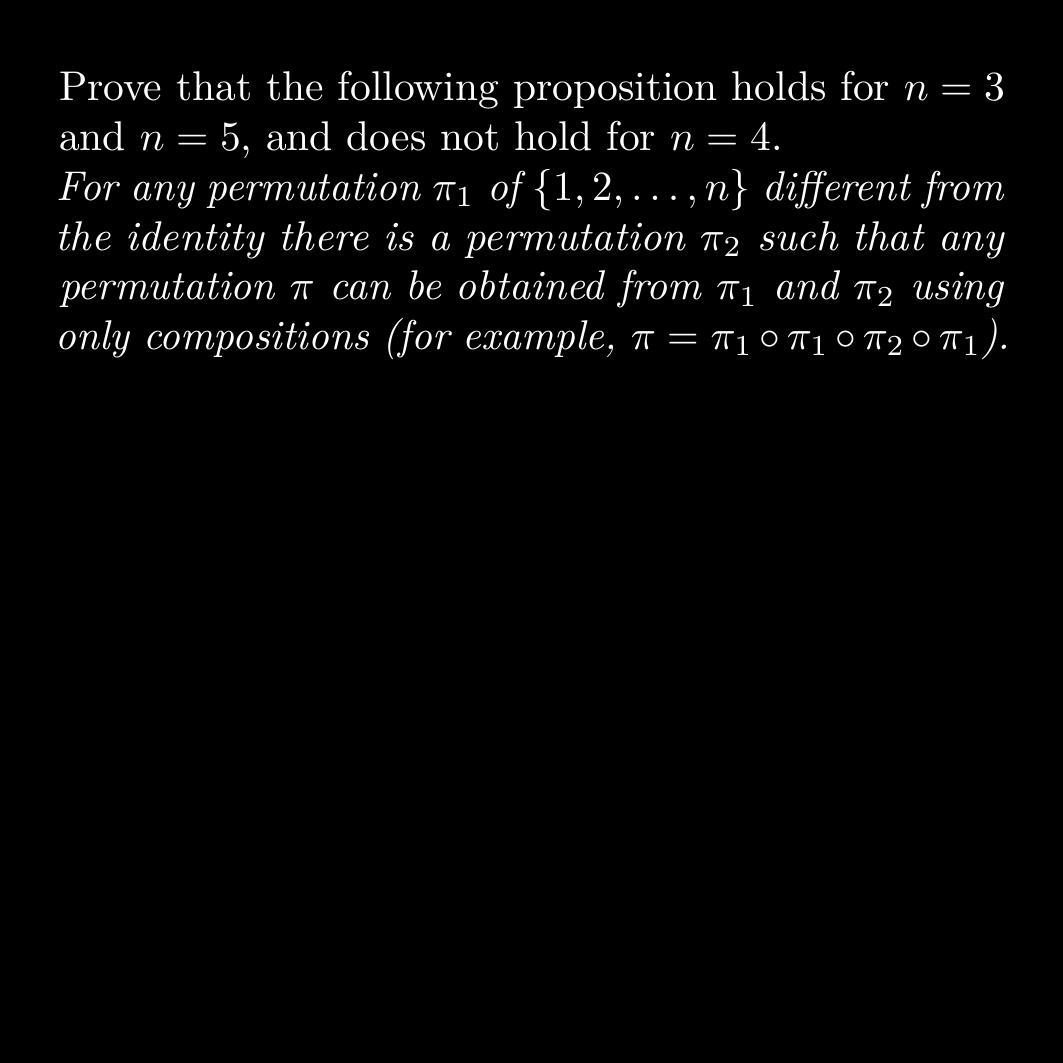 Prove that the following proposition holds for $n = 3$
and $n = 5$, and does not hold for $n = 4$.
For any permutation $\pi_1$ of $\{1, 2, \ldots, n\}$ different from
the identity there is a permutation $\pi_2$ such that any
permutation $\pi$ can be obtained from $\pi_1$ and $\pi_2$ using
only compositions (for example, $\pi = \pi_1 \circ \pi_1 \circ \pi_2 \circ \pi_1$).